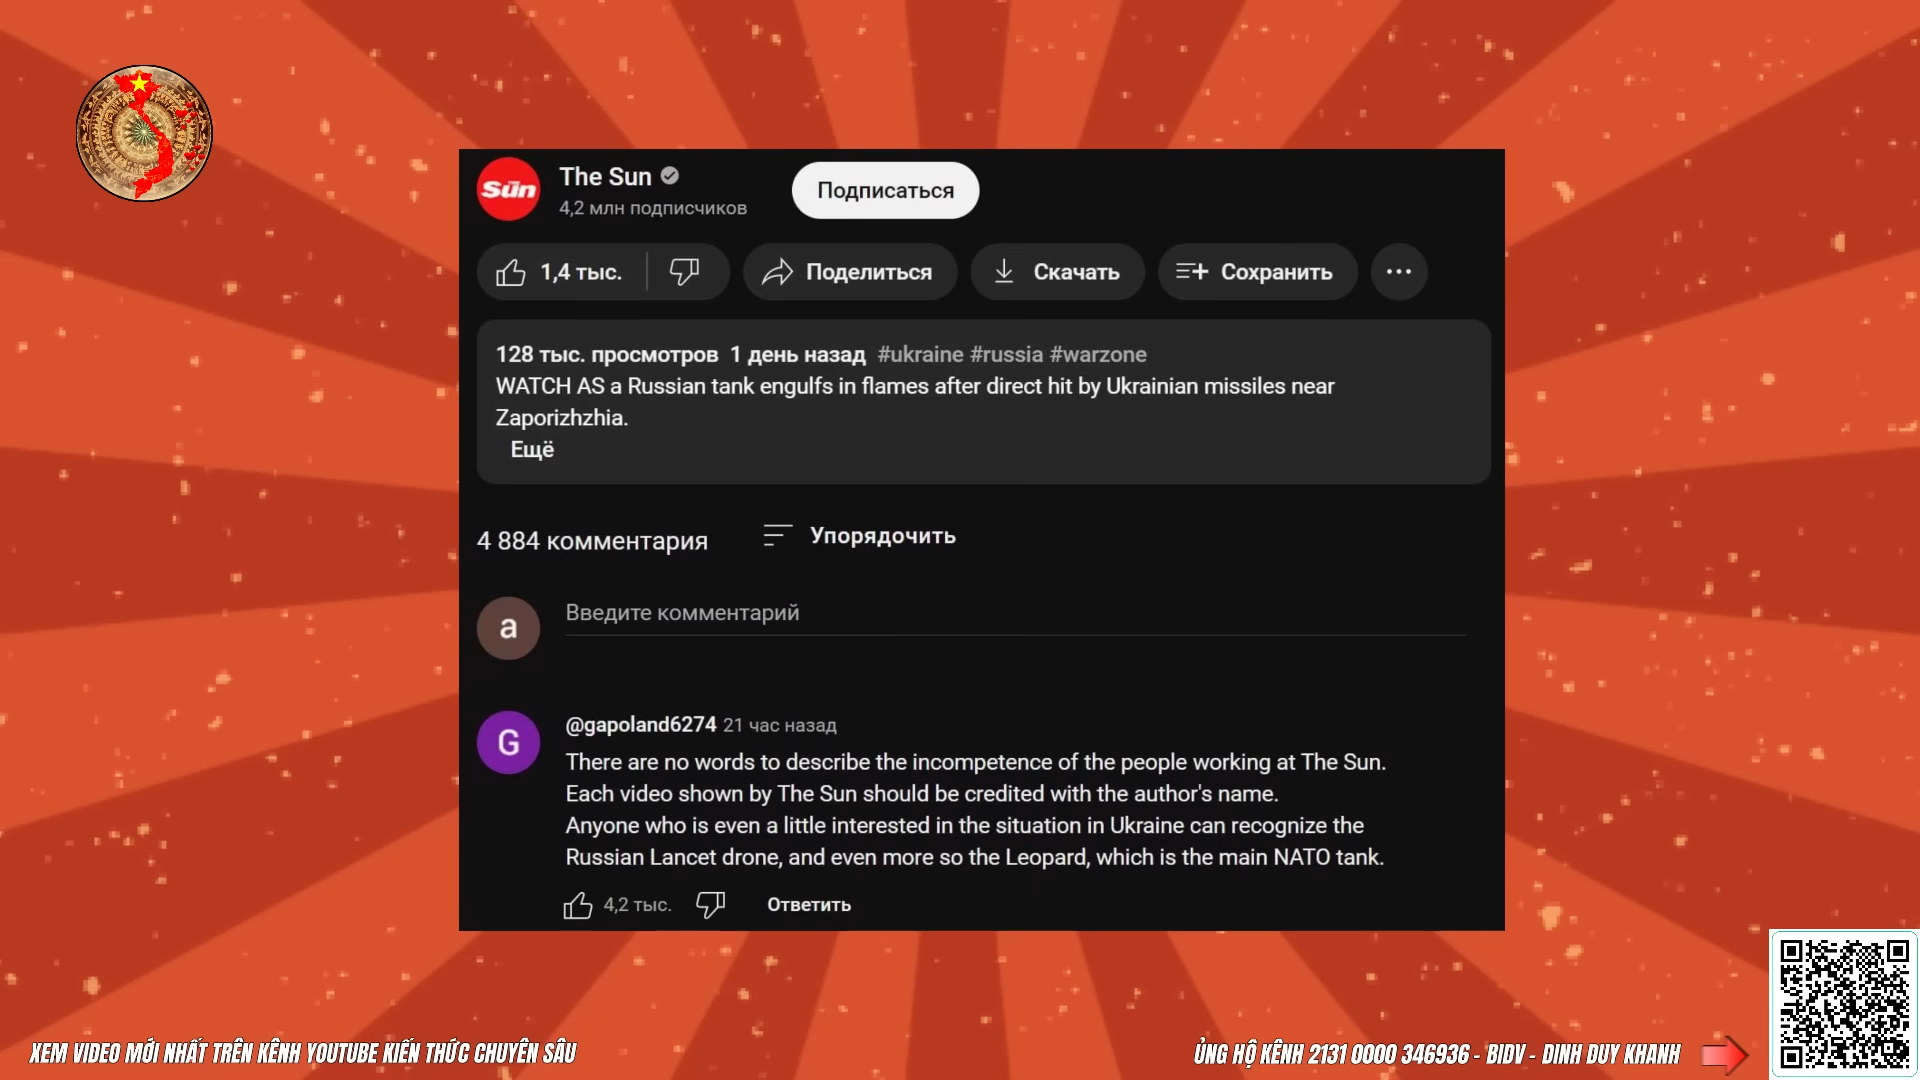 The Sun
Sun
4,2 млн подписчиков
Подписаться
1,4 тыс.
Поделиться
Скачать
Сохранить
128 тыс. просмотров 1 день назад #ukraine #russia #warzone
WATCH AS a Russian tank engulfs in flames after direct hit by Ukrainian missiles near
Zaporizhzhia.
Ещё
4 884 комментария
Упорядочить
a
Введите комментарий
G
@gapoland6274 21 час назад
There are no words to describe the incompetence of the people working at The Sun.
Each video shown by The Sun should be credited with the author's name.
Anyone who is even a little interested in the situation in Ukraine can recognize the
Russian Lancet drone, and even more so the Leopard, which is the main NATO tank.
4,2 тыс.
Ответить
XEM VIDEO MỚI NHẤT TRÊN KÊNH YOUTUBE KIẾN THỨC CHUYÊN SÂU
ỦNG HỘ KÊNH 2131 0000 346936 - BIDV - DINH DUY KHANH